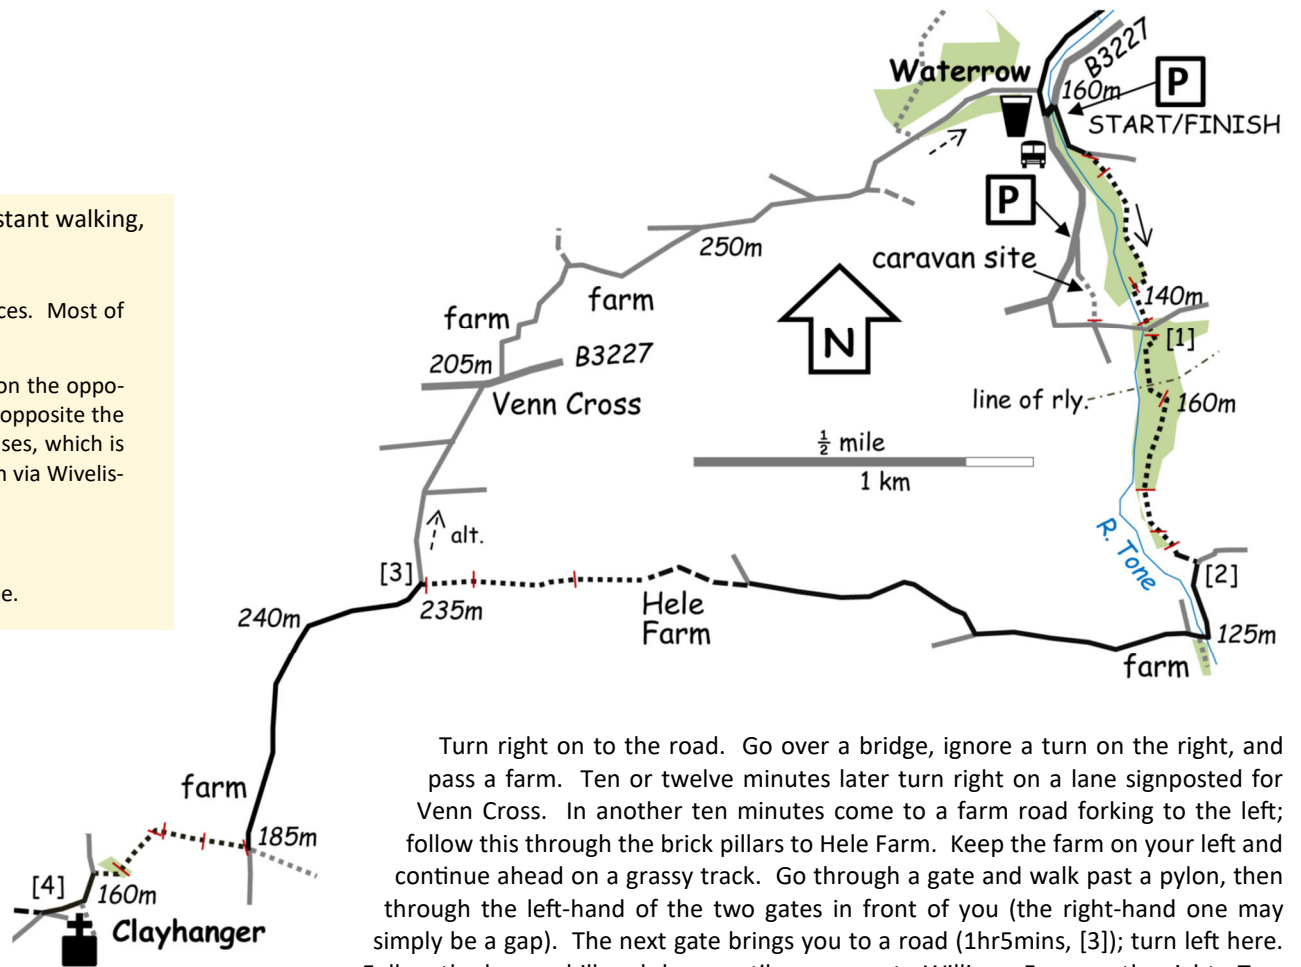 stant walking,
ces. Most of
on the oppo-
opposite the
ses, which is
n via Wivelis-
e.
Waterrow
B3227
160m
P
START/FINISH
P
caravan site
140m
[1]
250m
farm
farm
205m
B3227
Venn Cross
N
line of rly.
160m
½ mile
1 km
R. Tone
alt.
[3]
235m
240m
Hele
Farm
[2]
125m
farm
farm
185m
[4]
160m
Clayhanger
Turn right on to the road. Go over a bridge, ignore a turn on the right, and
pass a farm. Ten or twelve minutes later turn right on a lane signposted for
Venn Cross. In another ten minutes come to a farm road forking to the left;
follow this through the brick pillars to Hele Farm. Keep the farm on your left and
continue ahead on a grassy track. Go through a gate and walk past a pylon, then
through the left-hand of the two gates in front of you (the right-hand one may
simply be a gap). The next gate brings you to a road (1hr5mins, [3]); turn left here.